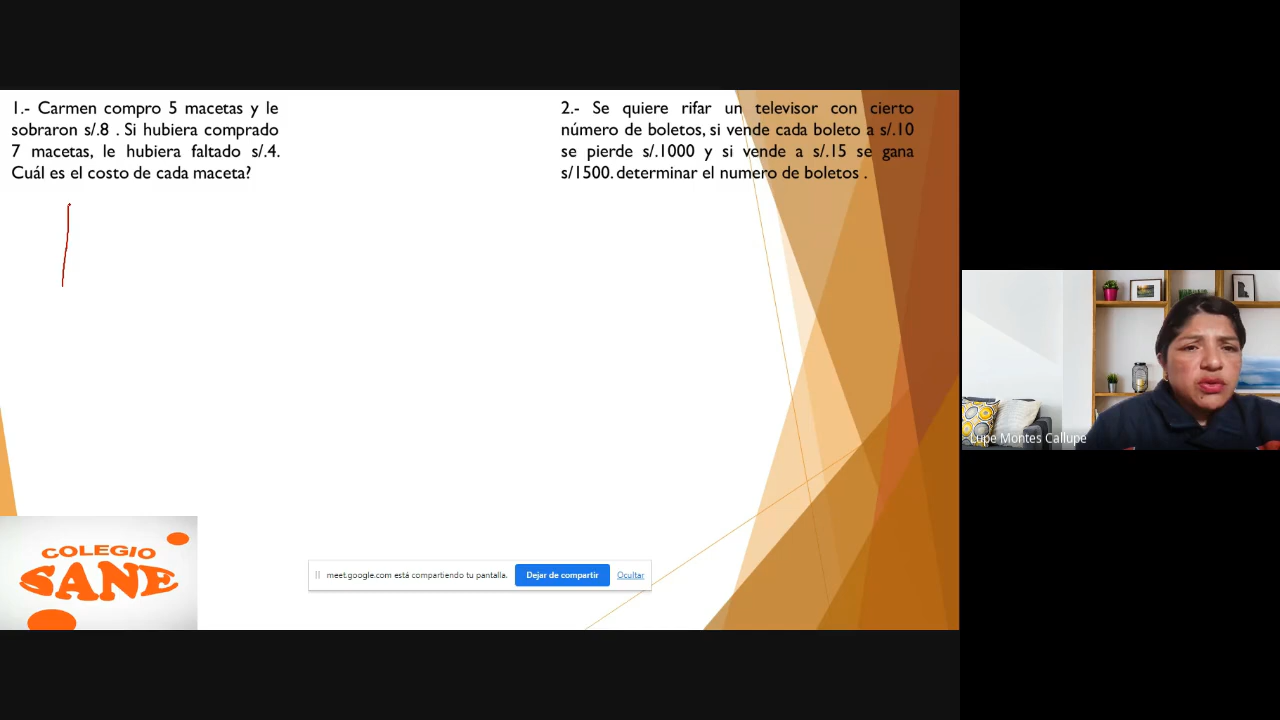 1.- Carmen compro 5 macetas y le
sobraron s/.8 . Si hubiera comprado
7 macetas, le hubiera faltado s/.4.
Cuál es el costo de cada maceta?
2.- Se quiere rifar un televisor con cierto
número de boletos, si vende cada boleto a s/.10
se pierde s/.1000 y si vende a s/.15 se gana
s/1500. determinar el numero de boletos .
Lupe Montes Callupe
COLEGIO
SANE
meet.google.com está compartiendo tu pantalla.
Dejar de compartir
Ocultar